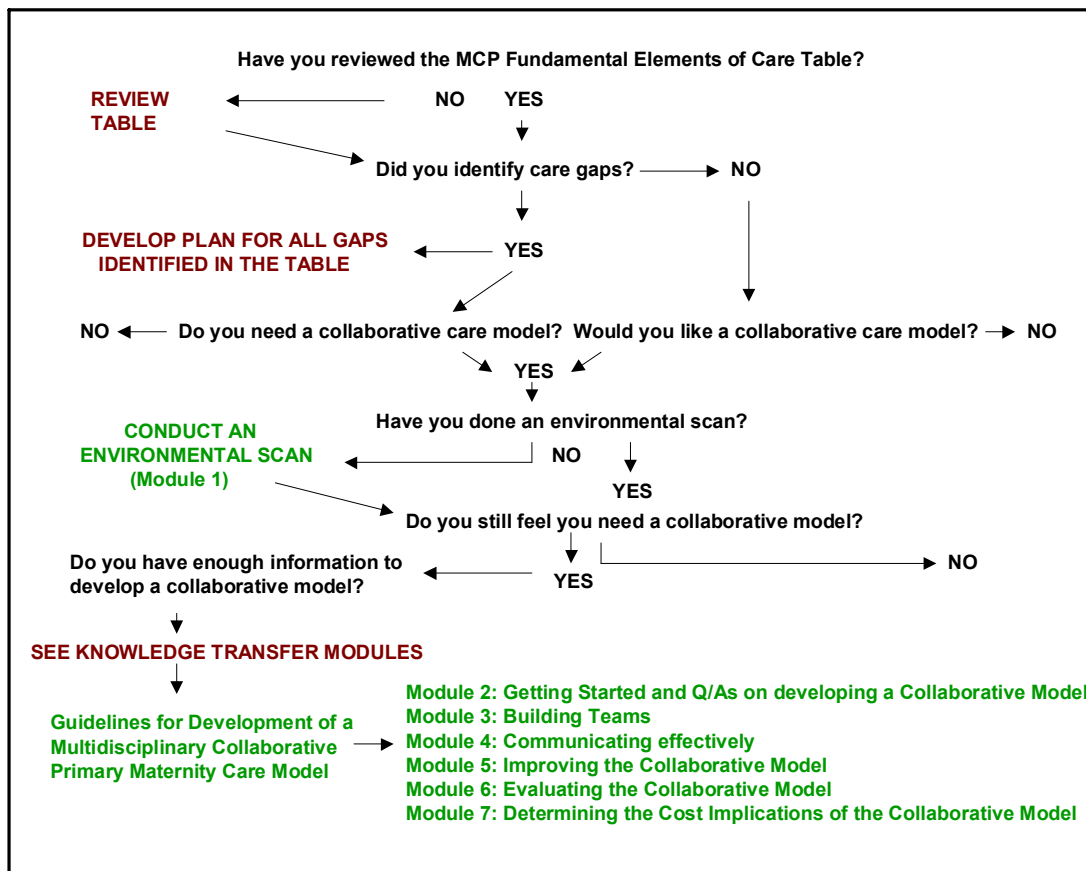 Have you reviewed the MCP Fundamental Elements of Care Table?
REVIEW
TABLE
NO YES
Did you identify care gaps?
NO
DEVELOP PLAN FOR ALL GAPS
IDENTIFIED IN THE TABLE
YES
NO
Do you need a collaborative care model?
Would you like a collaborative care model?
NO
YES
Have you done an environmental scan?
CONDUCT AN
ENVIRONMENTAL SCAN
(Module 1)
NO
YES
Do you still feel you need a collaborative model?
Do you have enough information to
develop a collaborative model?
YES
NO
SEE KNOWLEDGE TRANSFER MODULES
Guidelines for Development of a
Multidisciplinary Collaborative
Primary Maternity Care Model
Module 2: Getting Started and Q/As on developing a Collaborative Model
Module 3: Building Teams
Module 4: Communicating effectively
Module 5: Improving the Collaborative Model
Module 6: Evaluating the Collaborative Model
Module 7: Determining the Cost Implications of the Collaborative Model